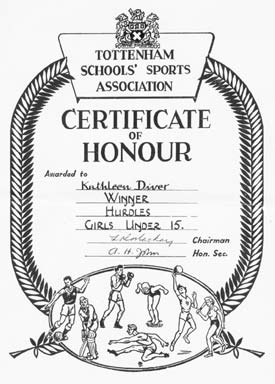 TOTTENHAM
SCHOOLS' SPORTS
ASSOCIATION
CERTIFICATE
OF
HONOUR
Awarded to
Kathleen Diver
WINNER
HURDLES
GIRLS UNDER 15.
Chairman
A. H. John Hon. Sec.